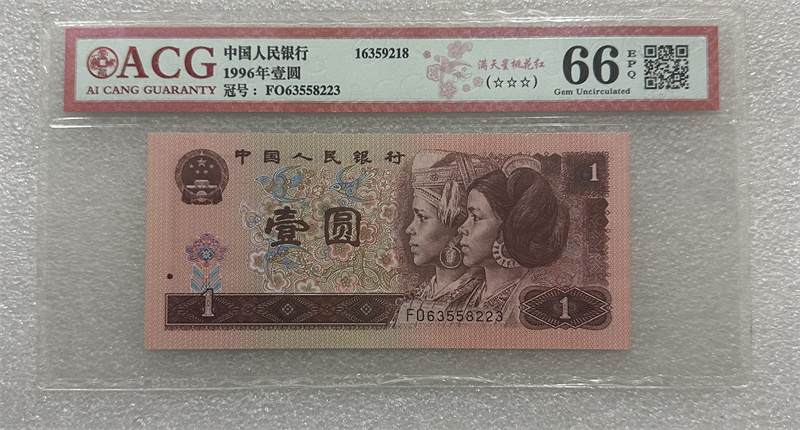 ACG
AI CANG GUARANTY
中国人民银行
1996年壹圆
冠号： FO63558223
16359218
满天星桃花红
(☆☆☆)
66
EPQ
Gem Uncirculated
中国人民银行
壹圆
1
1
1
FO63558223